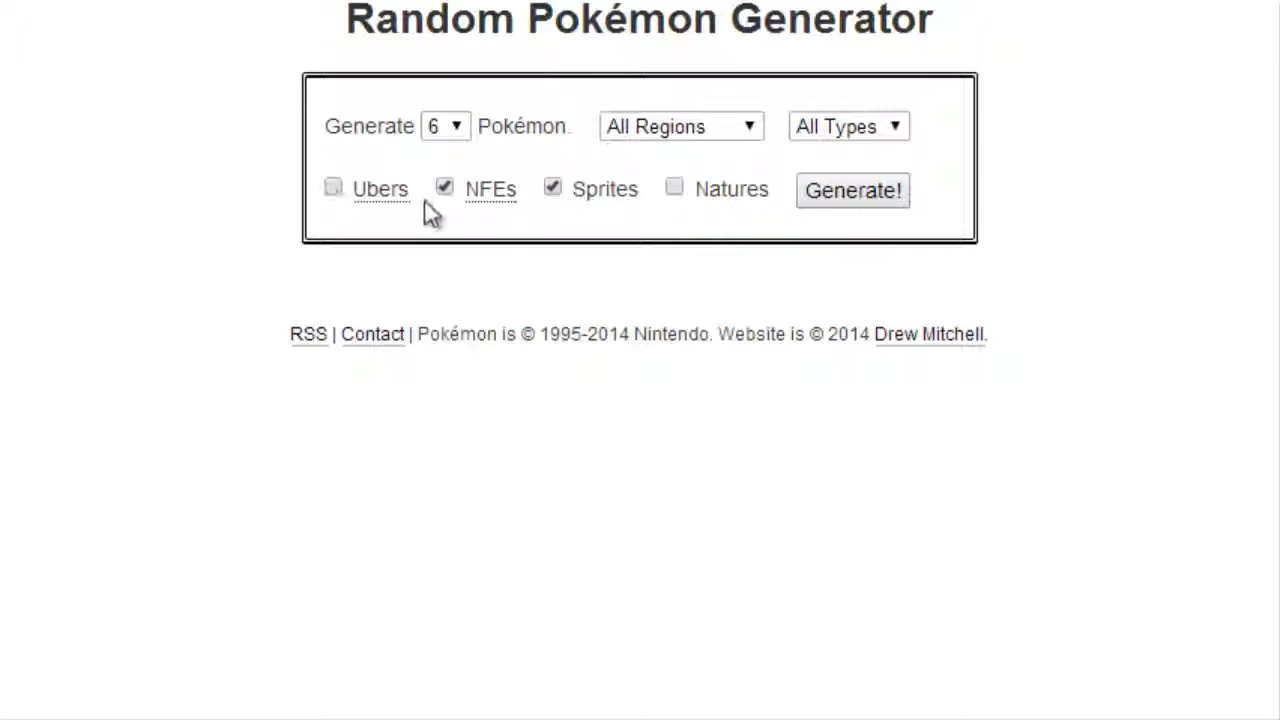 Random Pokémon Generator
Generate 6 Pokémon. All Regions All Types
Ubers NFEs Sprites Natures Generate!
RSS | Contact | Pokémon is © 1995-2014 Nintendo. Website is © 2014 Drew Mitchell.